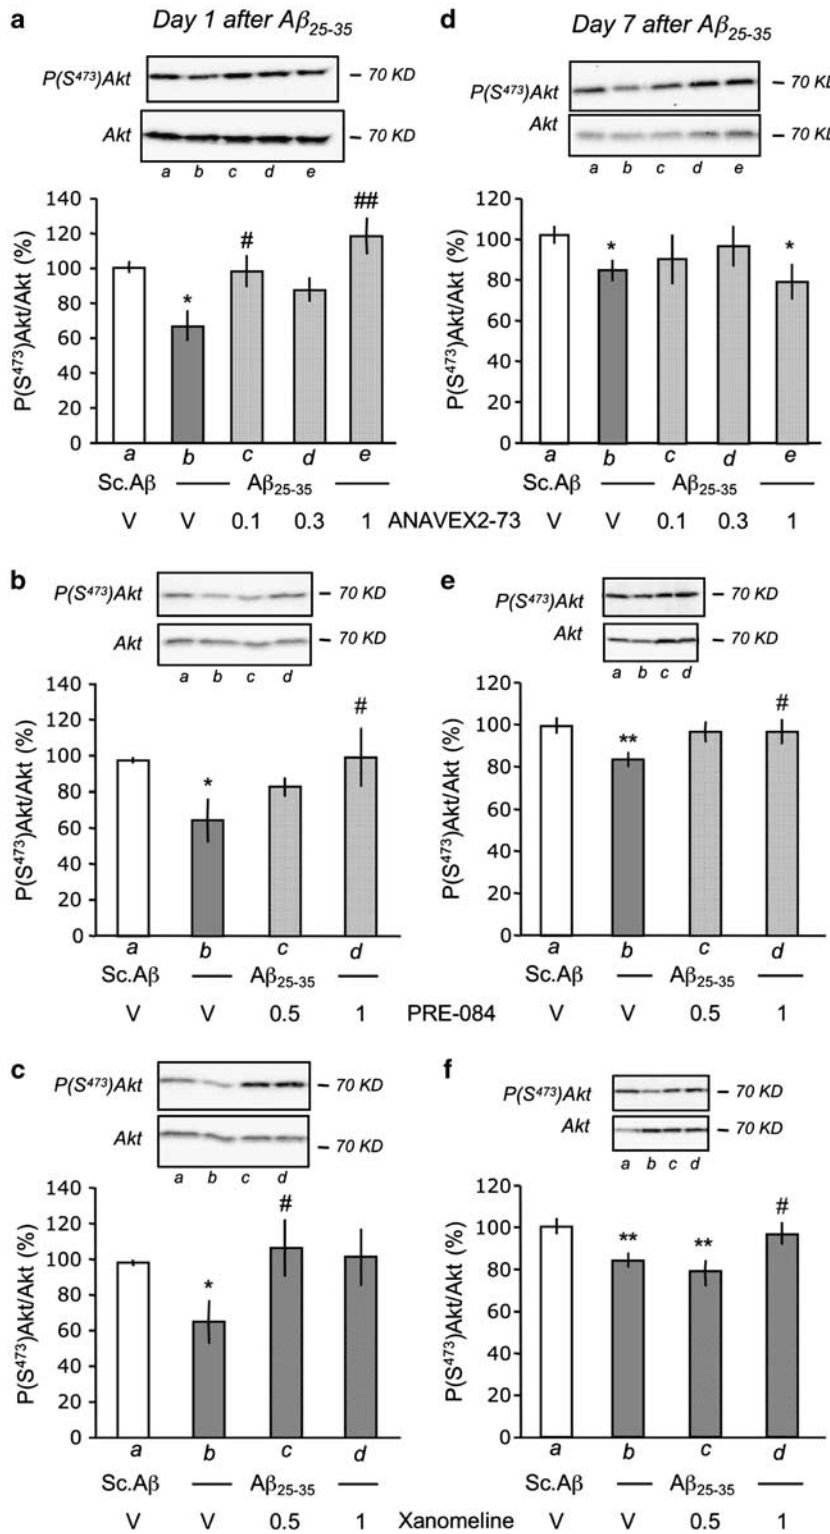 a Day 1 after Aβ25-35
P(S473)Akt – 70 KD
Akt – 70 KD
a b c d e
P(S473)Akt/Akt (%)
140
120
100
80
60
40
20
0
* # ##
a b c d e
Sc.Aβ Aβ25-35
V V 0.1 0.3 1 ANAVEX2-73
d Day 7 after Aβ25-35
P(S473)Akt – 70 KD
Akt – 70 KD
a b c d e
P(S473)Akt/Akt (%)
120
100
80
60
40
20
0
* *
a b c d e
Sc.Aβ Aβ25-35
V V 0.1 0.3 1
b
P(S473)Akt – 70 KD
Akt – 70 KD
a b c d
P(S473)Akt/Akt (%)
140
120
100
80
60
40
20
0
* #
a b c d
Sc.Aβ Aβ25-35
V V 0.5 1 PRE-084
e
P(S473)Akt – 70 KD
Akt – 70 KD
a b c d
P(S473)Akt/Akt (%)
120
100
80
60
40
20
0
** #
a b c d
Sc.Aβ Aβ25-35
V V 0.5 1
c
P(S473)Akt – 70 KD
Akt – 70 KD
a b c d
P(S473)Akt/Akt (%)
140
120
100
80
60
40
20
0
* #
a b c d
Sc.Aβ Aβ25-35
V V 0.5 1 Xanomeline
f
P(S473)Akt – 70 KD
Akt – 70 KD
a b c d
P(S473)Akt/Akt (%)
120
100
80
60
40
20
0
** ** #
a b c d
Sc.Aβ Aβ25-35
V V 0.5 1